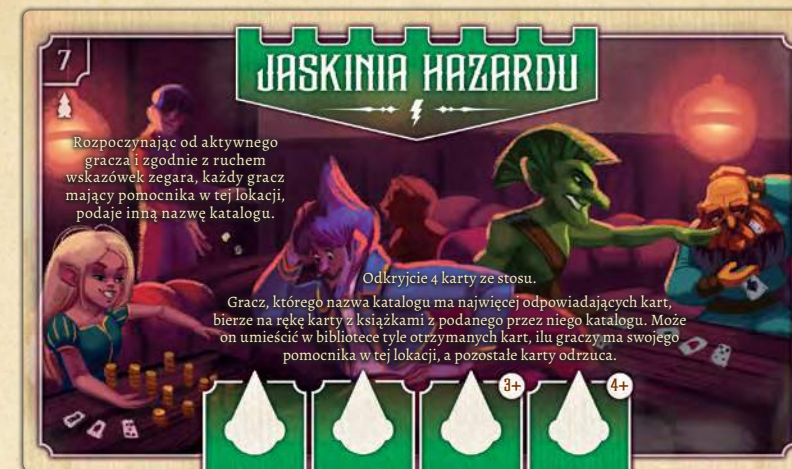 7
JASKINIA HAZARDU
Rozpoczynając od aktywnego
gracza i zgodnie z ruchem
wskazówek zegara, każdy gracz
mający pomocnika w tej lokacji,
podaje inną nazwę katalogu.
Odkryjcie 4 karty ze stosu.
Gracz, którego nazwa katalogu ma najwięcej odpowiadających kart,
bierze na rękę karty z książkami z podanego przez niego katalogu. Może
on umieścić w bibliotece tyle otrzymanych kart, ilu graczy ma swojego
pomocnika w tej lokacji, a pozostałe karty odrzuca.
3+
4+